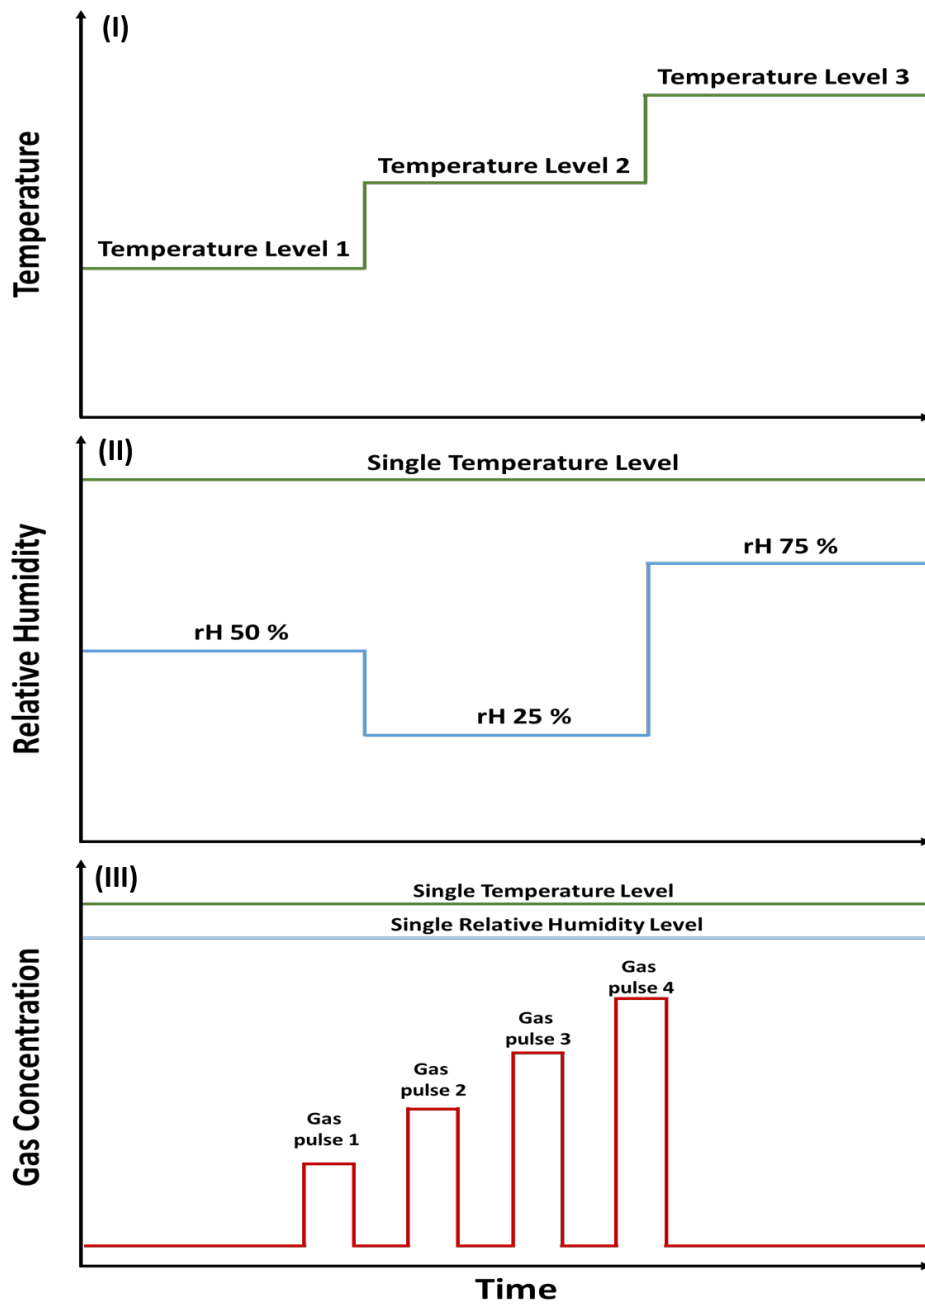 (I)
Temperature
Temperature Level 1
Temperature Level 2
Temperature Level 3
(II)
Relative Humidity
Single Temperature Level
rH 50 %
rH 25 %
rH 75 %
(III)
Gas Concentration
Single Temperature Level
Single Relative Humidity Level
Gas
pulse 1
Gas
pulse 2
Gas
pulse 3
Gas
pulse 4
Time